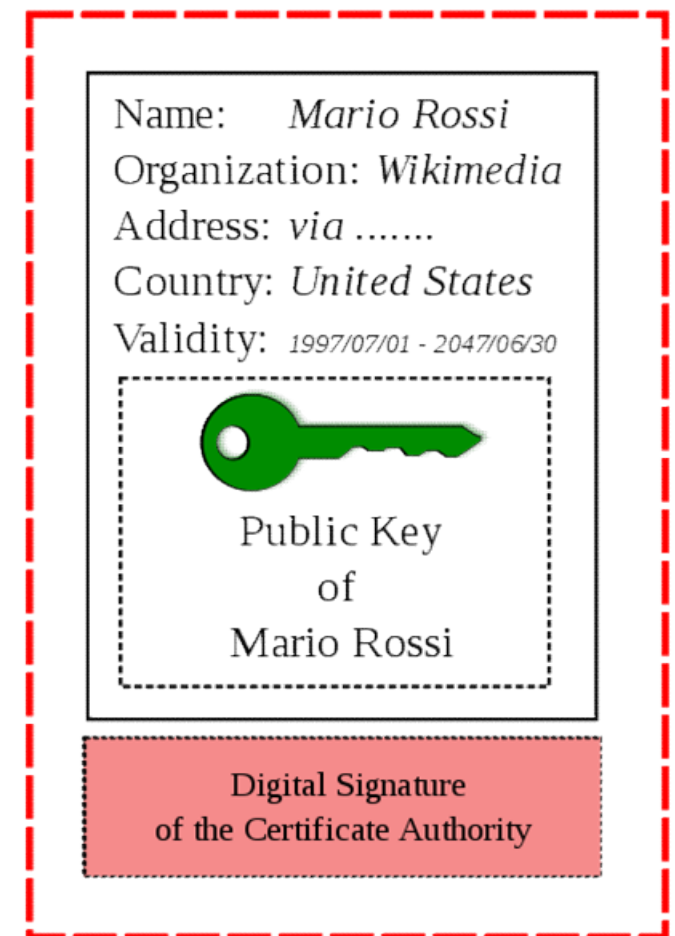 Name: Mario Rossi
Organization: Wikimedia
Address: via .......
Country: United States
Validity: 1997/07/01 - 2047/06/30
Public Key
of
Mario Rossi
Digital Signature
of the Certificate Authority